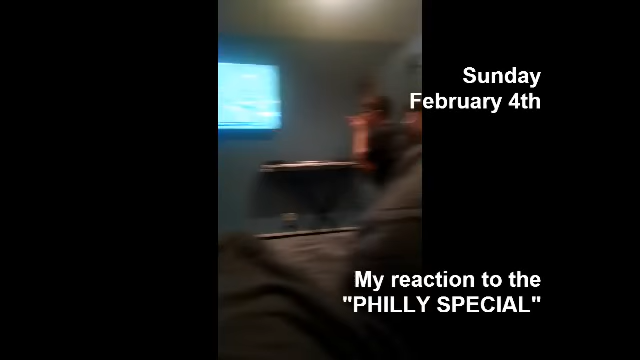 Sunday
February 4th
My reaction to the
"PHILLY SPECIAL"